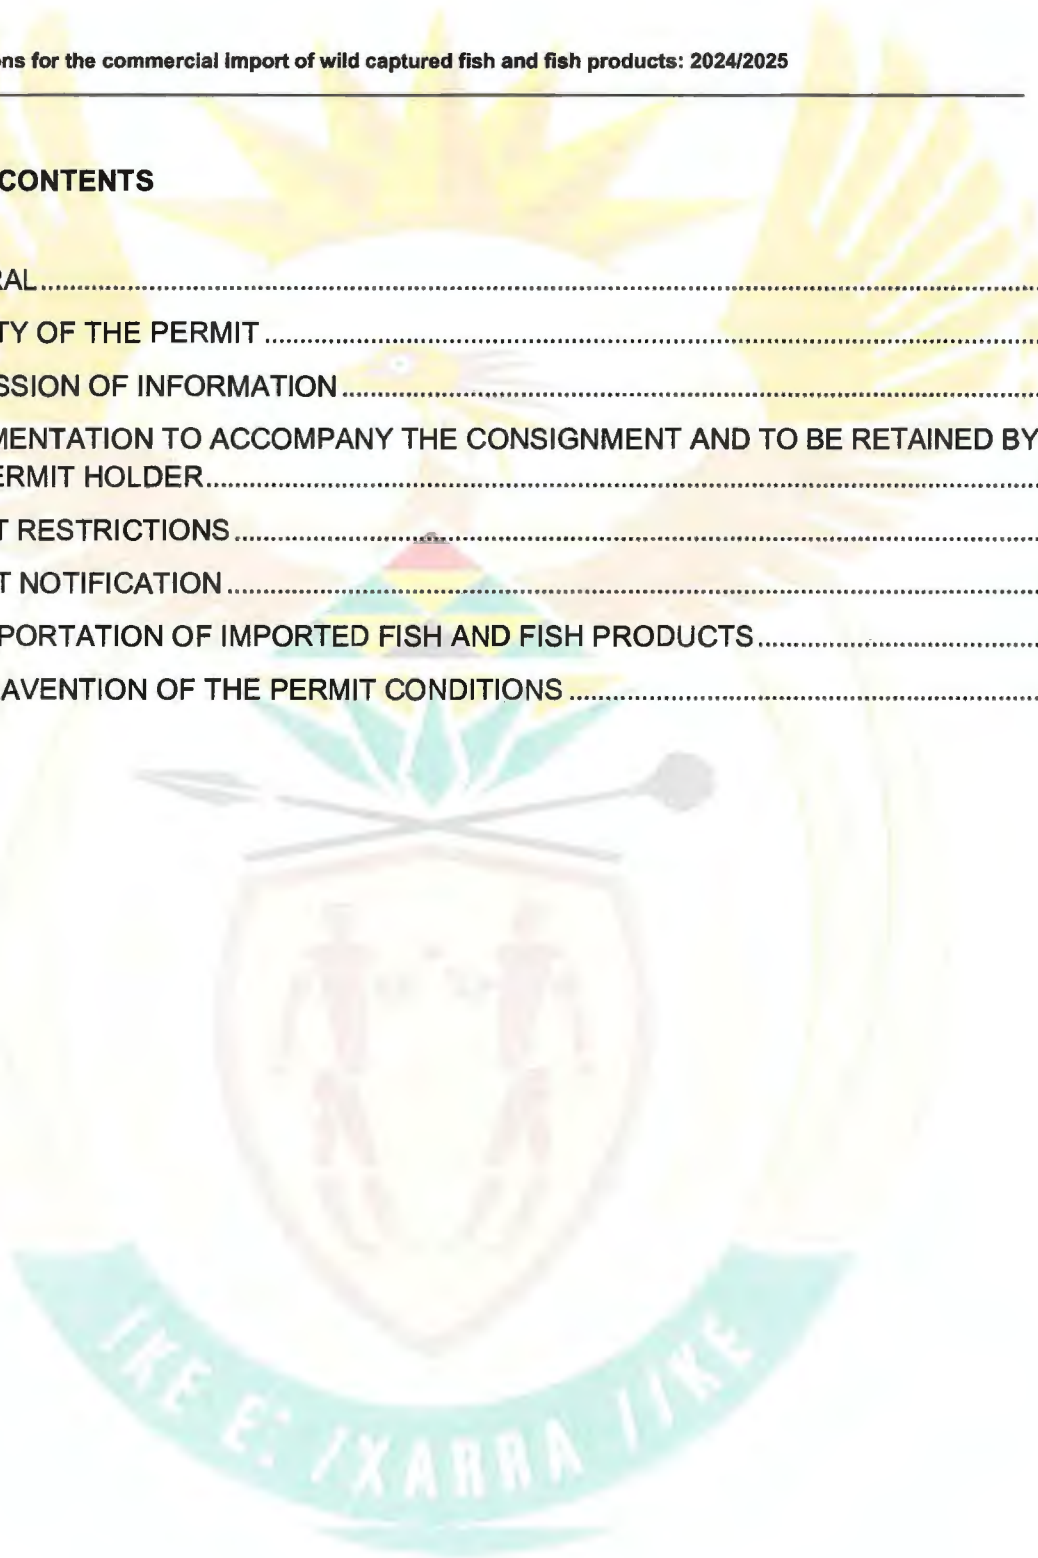 ns for the commercial import of wild captured fish and fish products: 2024/2025
CONTENTS
RAL
TY OF THE PERMIT
SSION OF INFORMATION
MENTATION TO ACCOMPANY THE CONSIGNMENT AND TO BE RETAINED BY
ERMIT HOLDER
T RESTRICTIONS
T NOTIFICATION
PORTATION OF IMPORTED FISH AND FISH PRODUCTS
AVENTION OF THE PERMIT CONDITIONS
!KE E: /XARRA //KE